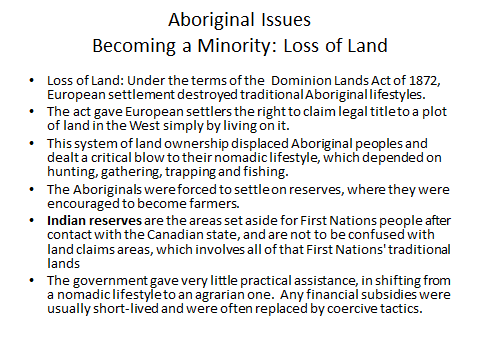 Aboriginal Issues
Becoming a Minority: Loss of Land
• Loss of Land: Under the terms of the Dominion Lands Act of 1872,
European settlement destroyed traditional Aboriginal lifestyles.
• The act gave European settlers the right to claim legal title to a plot
of land in the West simply by living on it.
• This system of land ownership displaced Aboriginal peoples and
dealt a critical blow to their nomadic lifestyle, which depended on
hunting, gathering, trapping and fishing.
• The Aboriginals were forced to settle on reserves, where they were
encouraged to become farmers.
• Indian reserves are the areas set aside for First Nations people after
contact with the Canadian state, and are not to be confused with
land claims areas, which involves all of that First Nations' traditional
lands
• The government gave very little practical assistance, in shifting from
a nomadic lifestyle to an agrarian one. Any financial subsidies were
usually short-lived and were often replaced by coercive tactics.